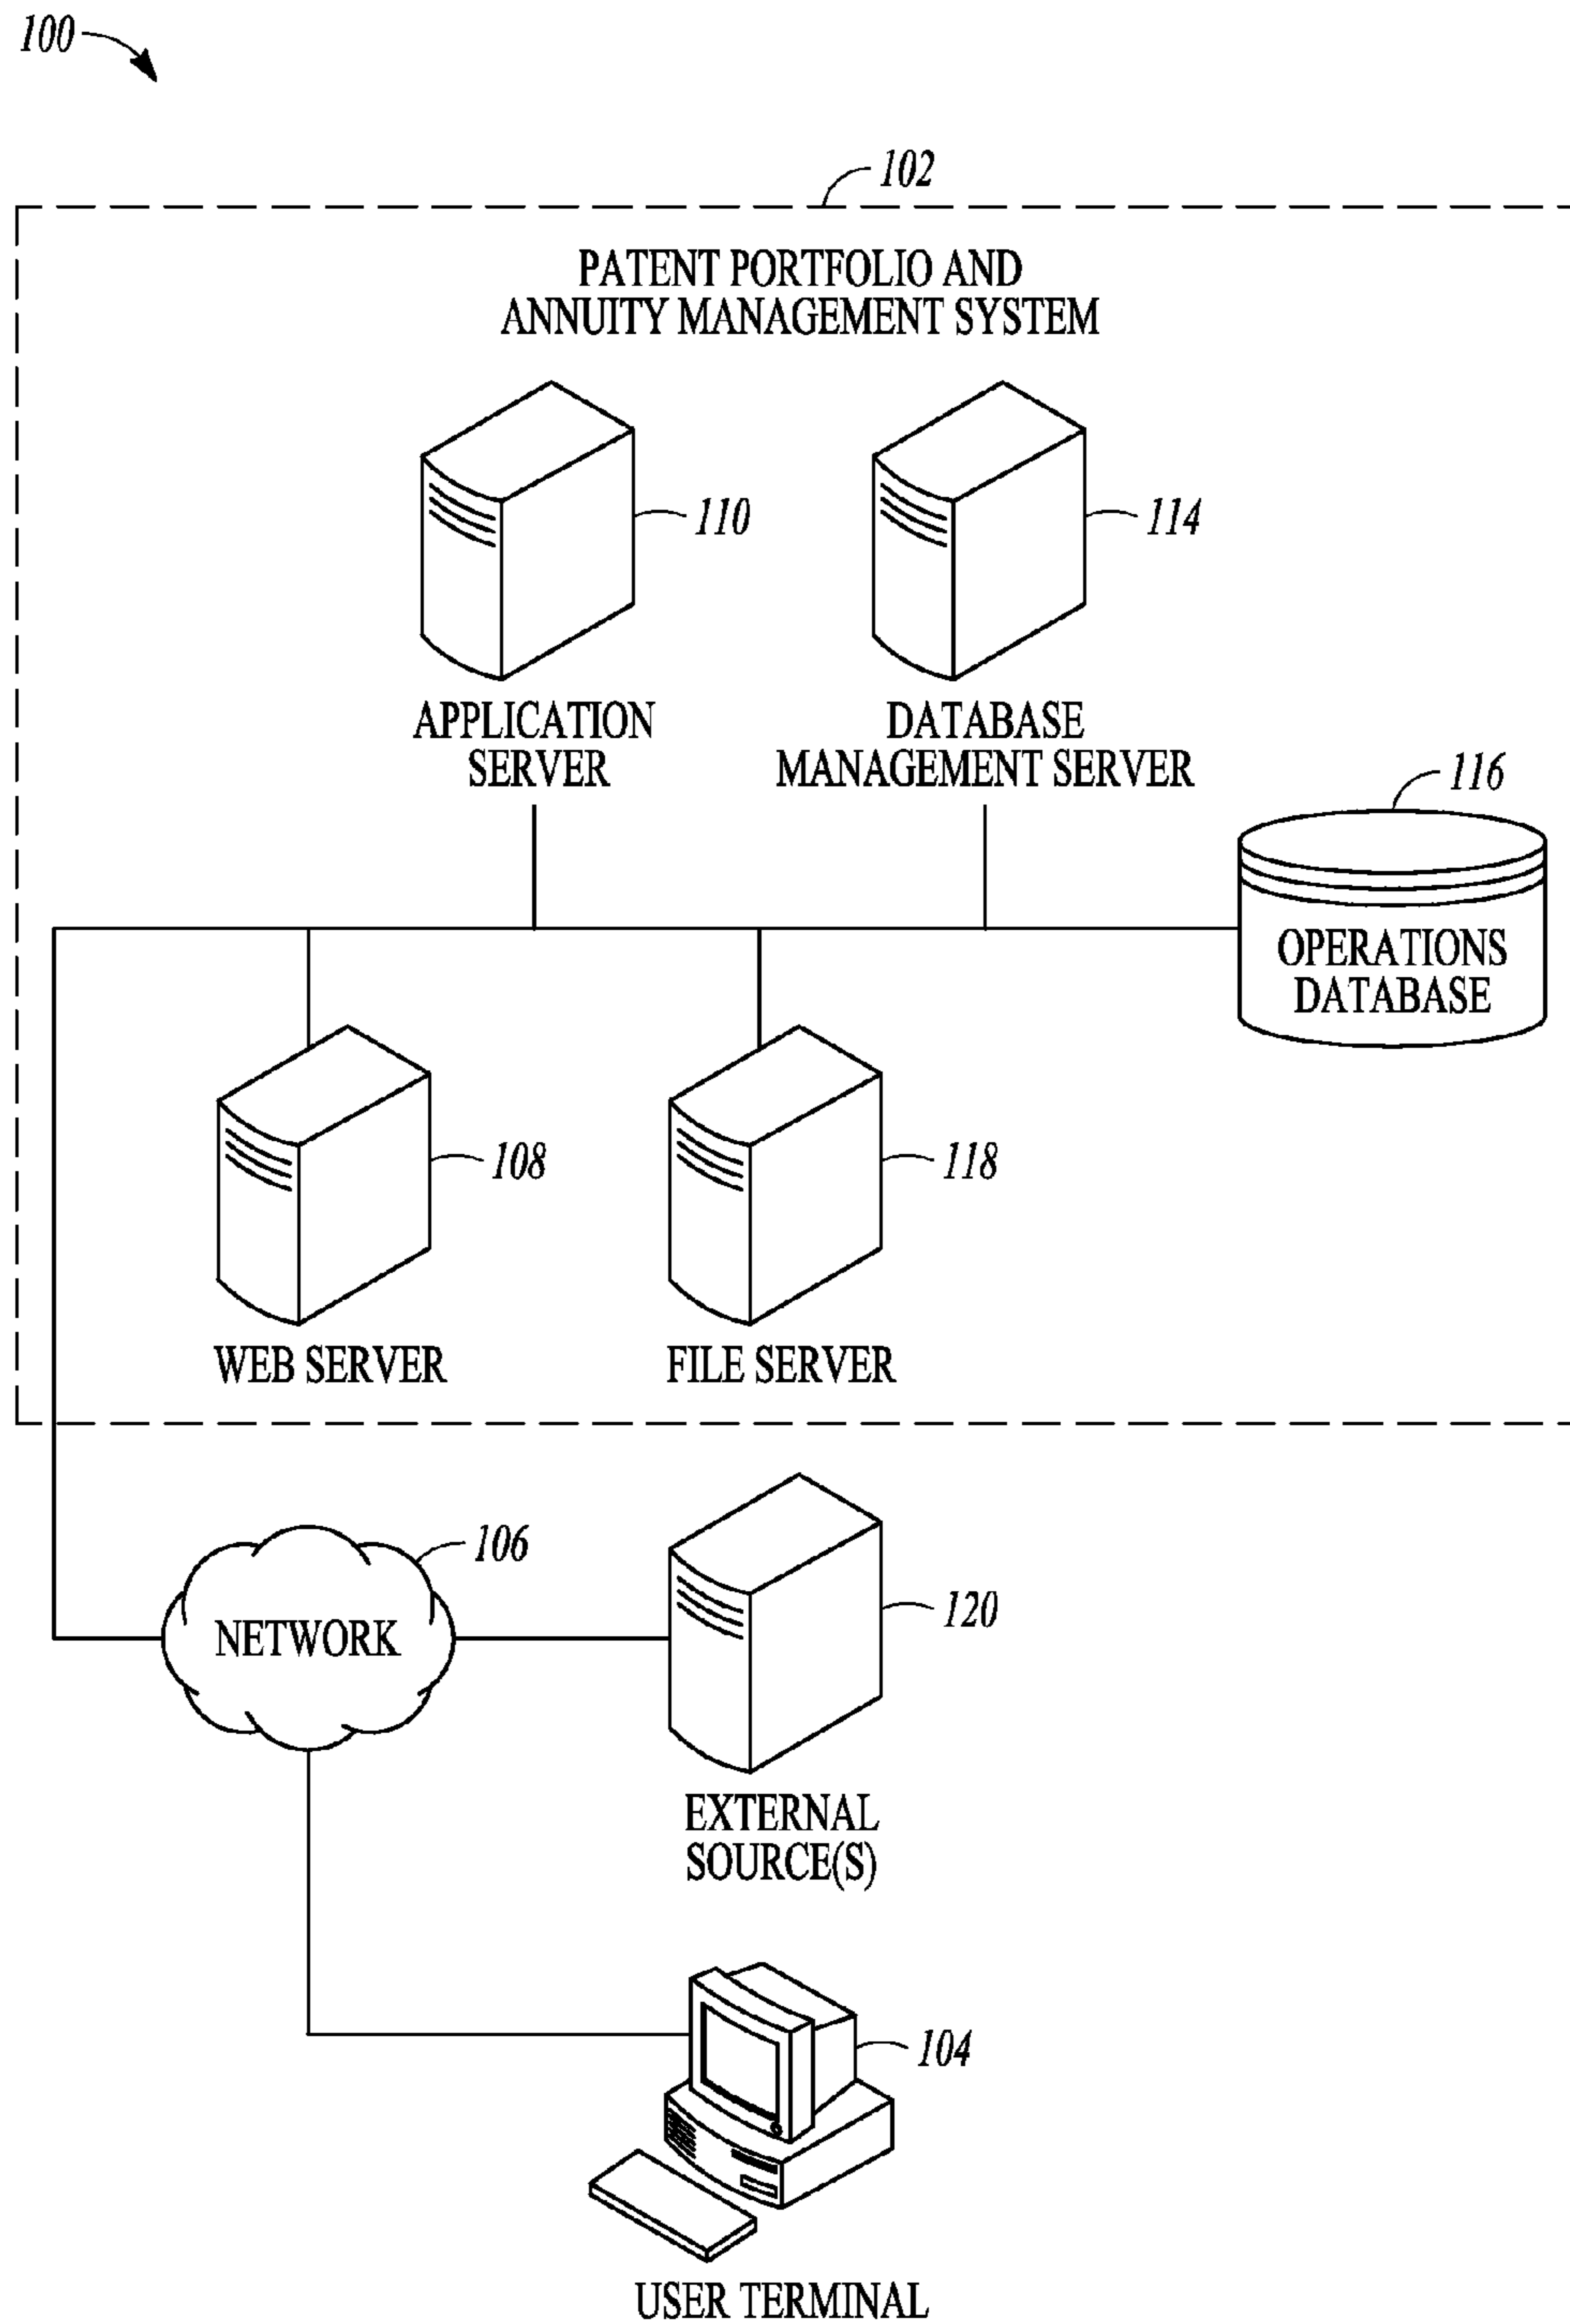 100
102
PATENT PORTFOLIO AND
ANNUITY MANAGEMENT SYSTEM
110
114
APPLICATION
SERVER
DATABASE
MANAGEMENT SERVER
116
OPERATIONS
DATABASE
108
118
WEB SERVER
FILE SERVER
106
NETWORK
120
EXTERNAL
SOURCE(S)
104
USER TERMINAL